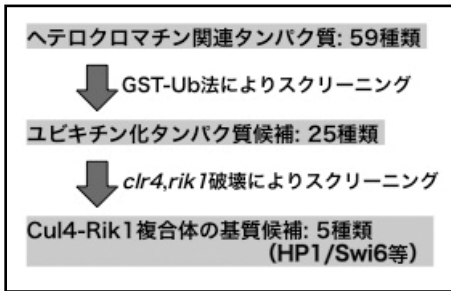 ヘテロクロマチン関連タンパク質: 59種類
GST-Ub法によりスクリーニング
ユビキチン化タンパク質候補: 25種類
clr4,rik1破壊によりスクリーニング
Cul4-Rik1複合体の基質候補: 5種類
(HP1/Swi6等)